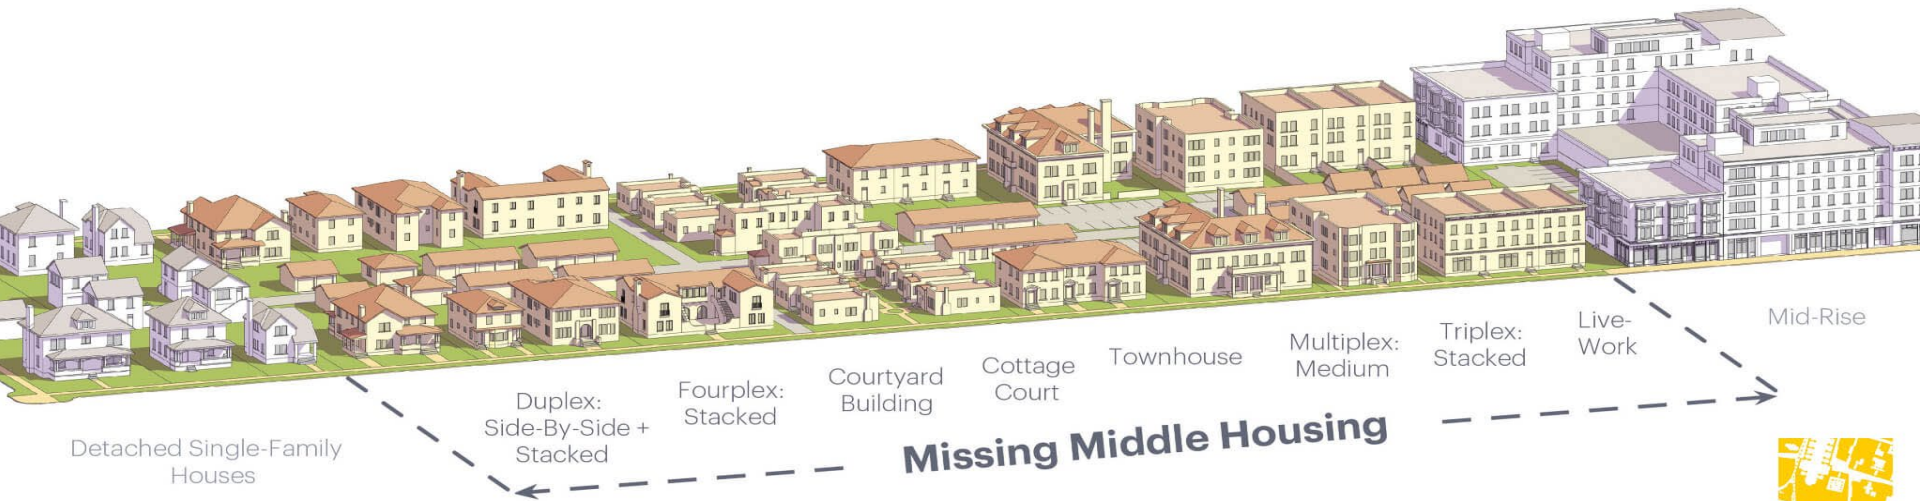 Detached Single-Family
Houses
Duplex:
Side-By-Side +
Stacked
Fourplex:
Stacked
Courtyard
Building
Cottage
Court
Townhouse
Multiplex:
Medium
Triplex:
Stacked
Live-
Work
Mid-Rise
Missing Middle Housing